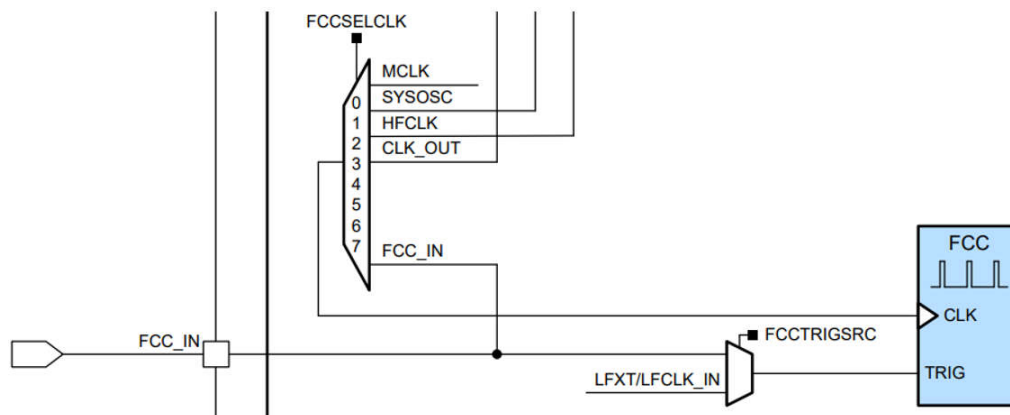 FCCSELCLK
MCLK
0
SYSOSC
1
HFCLK
2
CLK_OUT
3
4
5
6
7
FCC_IN
FCC
CLK
FCC_IN
FCCTRIGSRC
LFXT/LFCLK_IN
TRIG